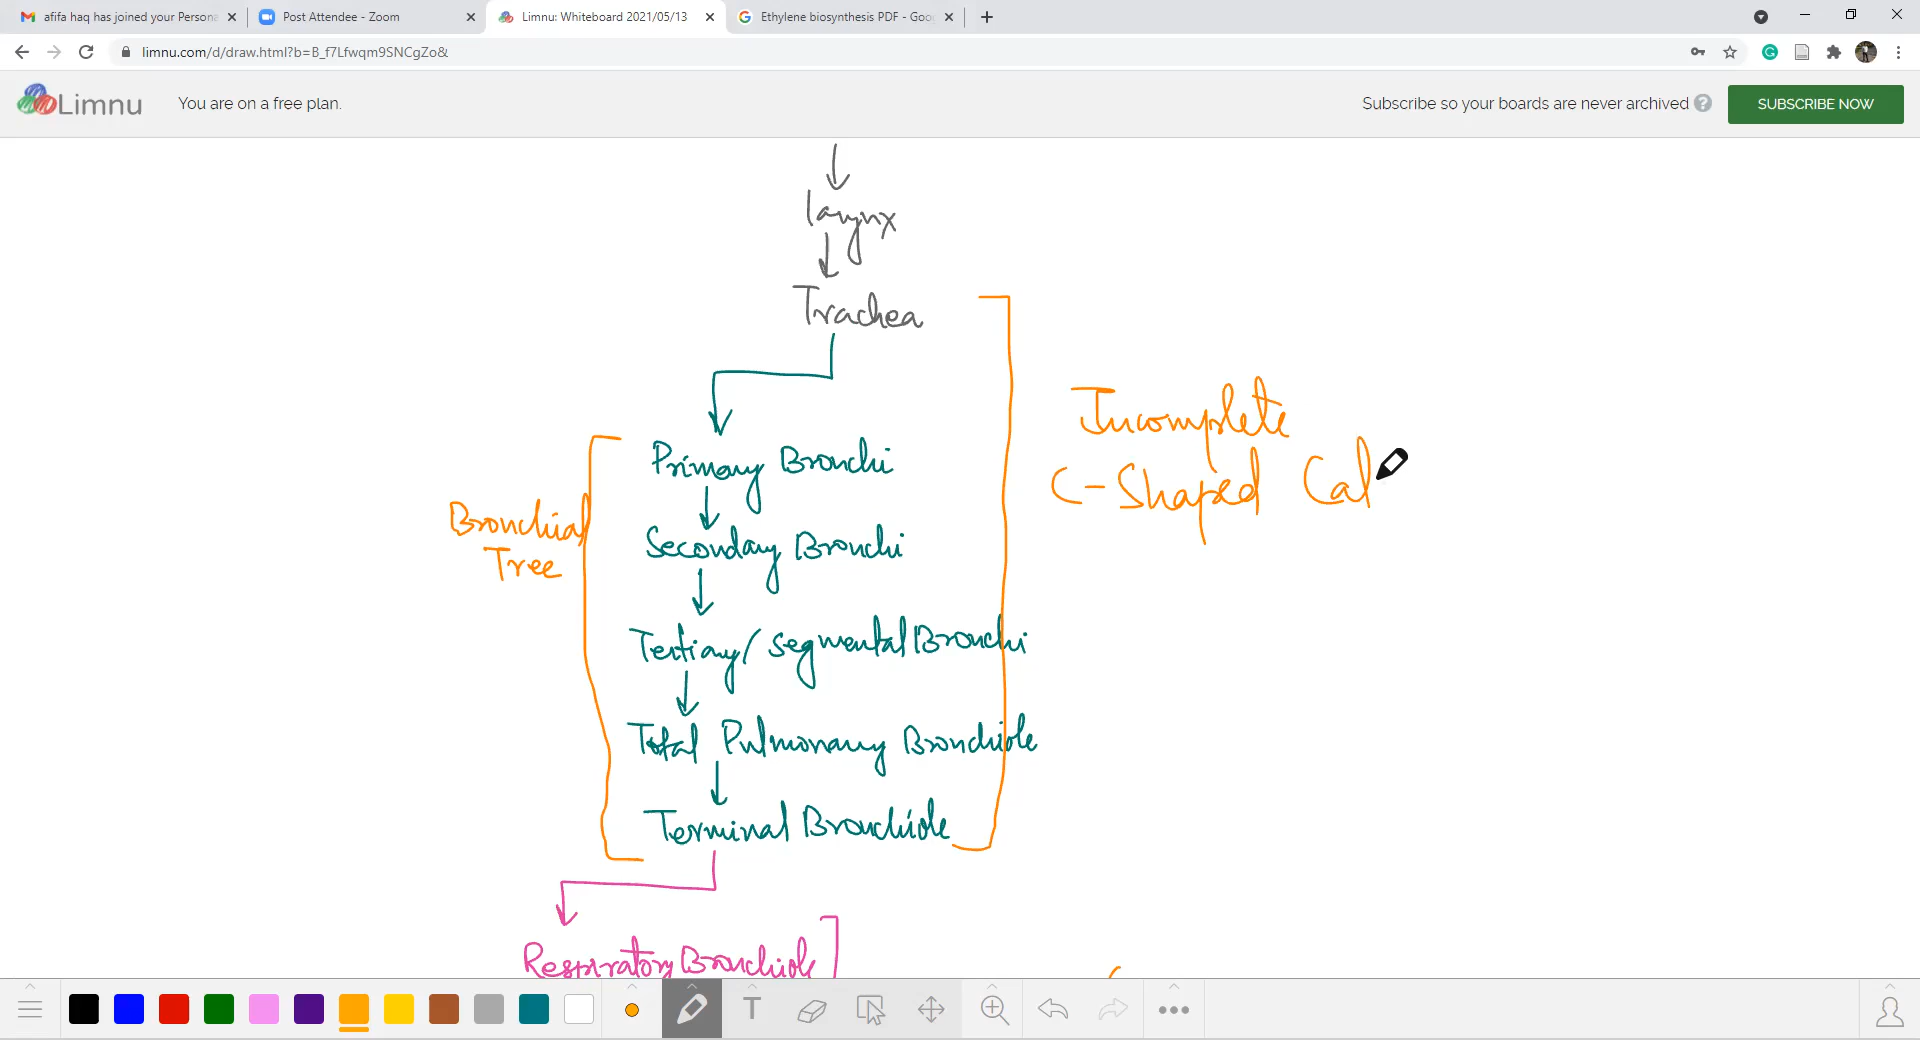 afifa haq has joined your Persona
Post Attendee - Zoom
Limnu: Whiteboard 2021/05/13
Ethylene biosynthesis PDF - Goo
limnu.com/d/draw.html?b=B_f7Lfwqm9SNCgZo&
Limnu
You are on a free plan.
Subscribe so your boards are never archived ?
SUBSCRIBE NOW
larynx
Trachea
Incomplete
C-Shaped Cal
Primary Bronchi
Bronchial
Tree
Secondary Bronchi
Tertiary/Segmental Bronchi
Total Pulmonary Bronchiole
Terminal Bronchiole
Respiratory Bronchiole
T